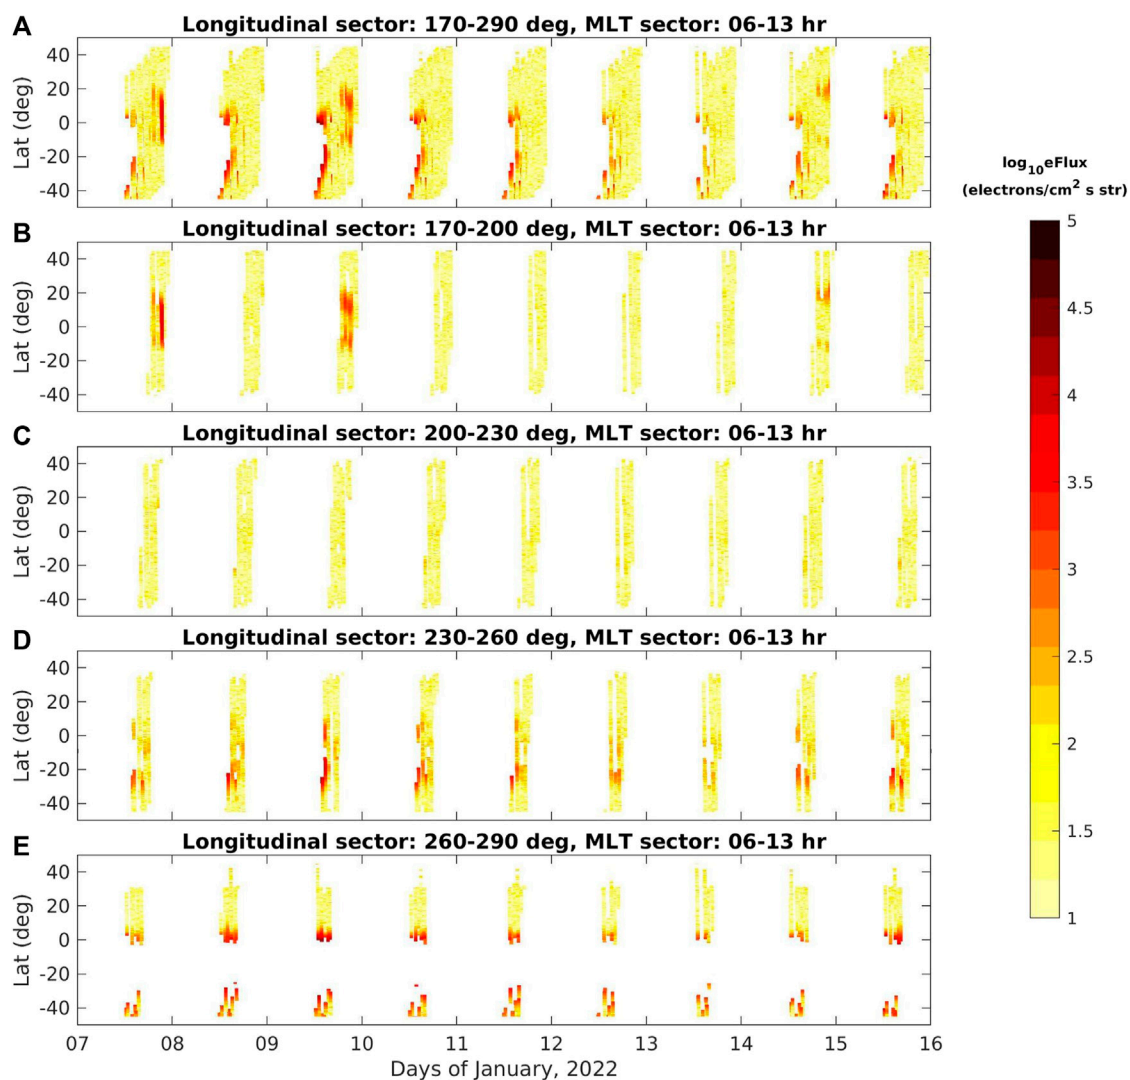 A
Longitudinal sector: 170-290 deg, MLT sector: 06-13 hr
40
20
0
-20
-40
Lat (deg)
B
Longitudinal sector: 170-200 deg, MLT sector: 06-13 hr
40
20
0
-20
-40
Lat (deg)
C
Longitudinal sector: 200-230 deg, MLT sector: 06-13 hr
40
20
0
-20
-40
Lat (deg)
D
Longitudinal sector: 230-260 deg, MLT sector: 06-13 hr
40
20
0
-20
-40
Lat (deg)
E
Longitudinal sector: 260-290 deg, MLT sector: 06-13 hr
40
20
0
-20
-40
Lat (deg)
07 08 09 10 11 12 13 14 15 16
Days of January, 2022
log10eFlux
(electrons/cm² s str)
5
4.5
4
3.5
3
2.5
2
1.5
1